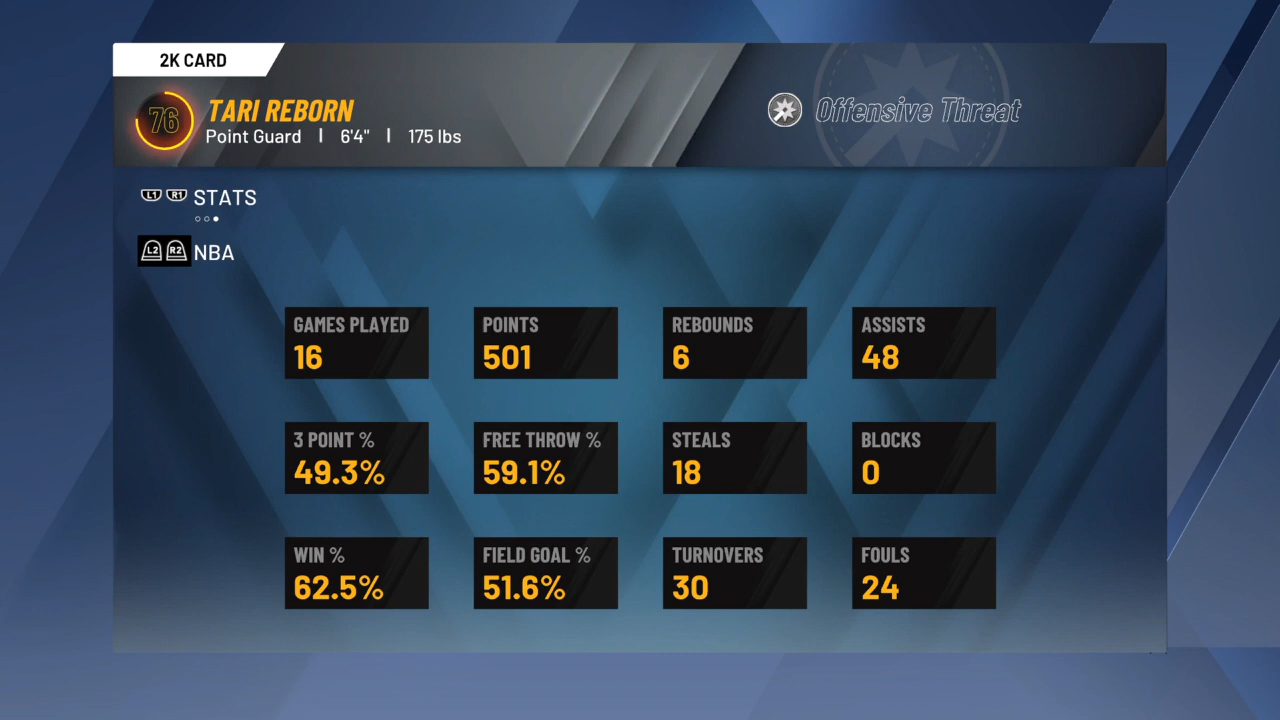 2K CARD
76
TARI REBORN
Point Guard | 6'4" | 175 lbs
Offensive Threat
L1 R1 STATS
L2 R2 NBA
GAMES PLAYED
16
POINTS
501
REBOUNDS
6
ASSISTS
48
3 POINT %
49.3%
FREE THROW %
59.1%
STEALS
18
BLOCKS
0
WIN %
62.5%
FIELD GOAL %
51.6%
TURNOVERS
30
FOULS
24